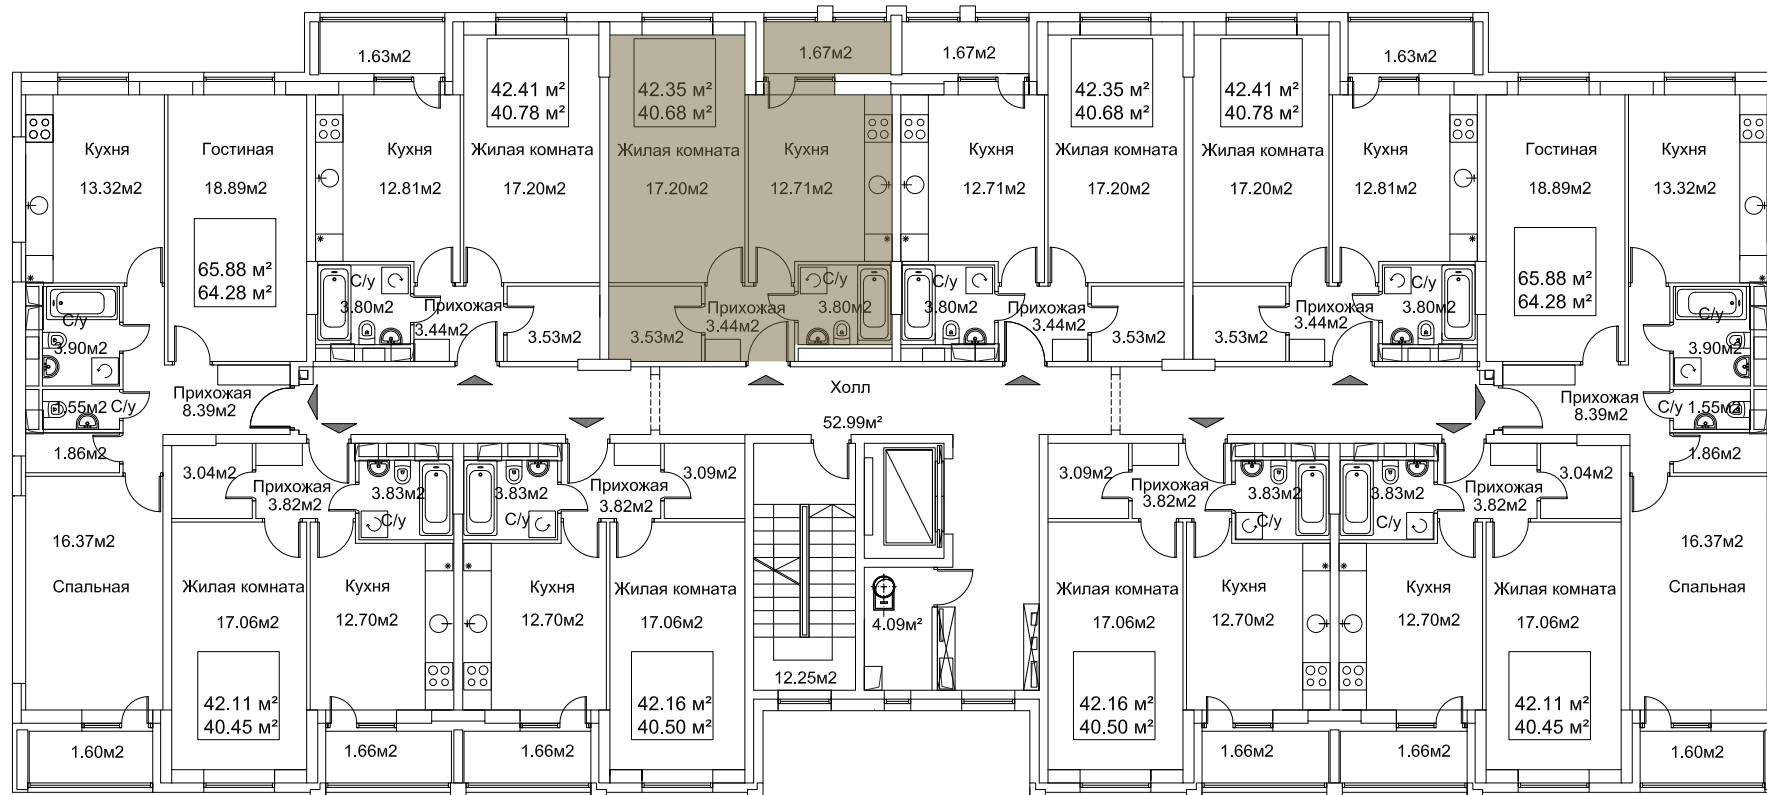 1.63м2
1.67м2
1.67м2
1.63м2
42.41 м²
40.78 м²
42.35 м²
40.68 м²
42.35 м²
40.68 м²
42.41 м²
40.78 м²
Кухня
13.32м2
Гостиная
18.89м2
Кухня
12.81м2
Жилая комната
17.20м2
Жилая комната
17.20м2
Кухня
12.71м2
Кухня
12.71м2
Жилая комната
17.20м2
Жилая комната
17.20м2
Кухня
12.81м2
Гостиная
18.89м2
Кухня
13.32м2
65.88 м²
64.28 м²
65.88 м²
64.28 м²
С/у
3.90м2
С/у
3.80м2
Прихожая
3.44м2
3.53м2
3.53м2
Прихожая
3.44м2
С/у
3.80м2
С/у
3.80м2
Прихожая
3.44м2
3.53м2
3.53м2
Прихожая
3.44м2
С/у
3.80м2
С/у
3.90м2
1.55м2
С/у
Прихожая
8.39м2
Холл
52.99м²
Прихожая
8.39м2
С/у
1.55м2
1.86м2
3.04м2
Прихожая
3.82м2
3.83м2
С/у
3.83м2
С/у
Прихожая
3.82м2
3.09м2
3.09м2
Прихожая
3.82м2
3.83м2
С/у
3.83м2
С/у
Прихожая
3.82м2
3.04м2
1.86м2
16.37м2
Спальная
Жилая комната
17.06м2
Кухня
12.70м2
Кухня
12.70м2
Жилая комната
17.06м2
4.09м²
12.25м2
Жилая комната
17.06м2
Кухня
12.70м2
Кухня
12.70м2
Жилая комната
17.06м2
16.37м2
Спальная
42.11 м²
40.45 м²
42.16 м²
40.50 м²
42.16 м²
40.50 м²
42.11 м²
40.45 м²
1.60м2
1.66м2
1.66м2
1.66м2
1.66м2
1.60м2